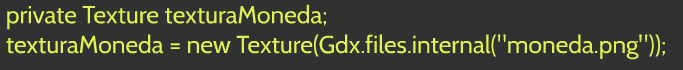 private Texture texturaMoneda;
texturaMoneda = new Texture(Gdx.files.internal("moneda.png"));